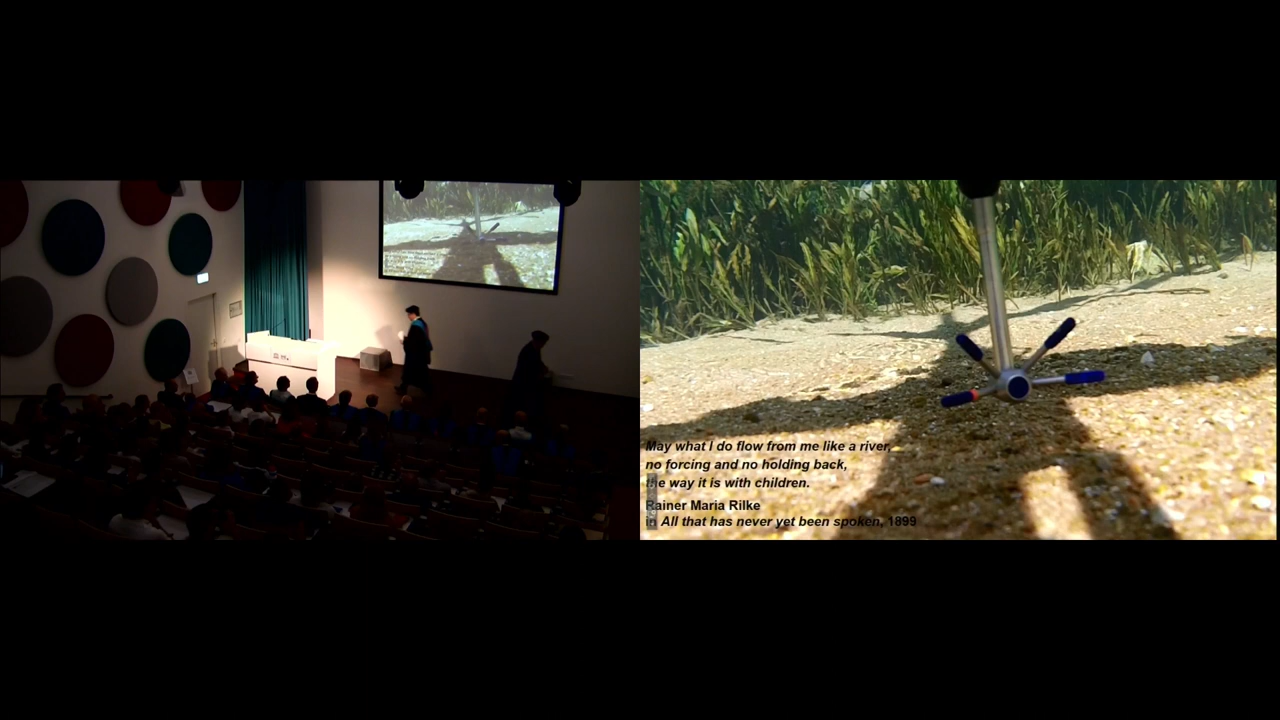 May what I do flow from me like a river,
no forcing and no holding back,
the way it is with children.
Rainer Maria Rilke
in All that has never yet been spoken, 1899